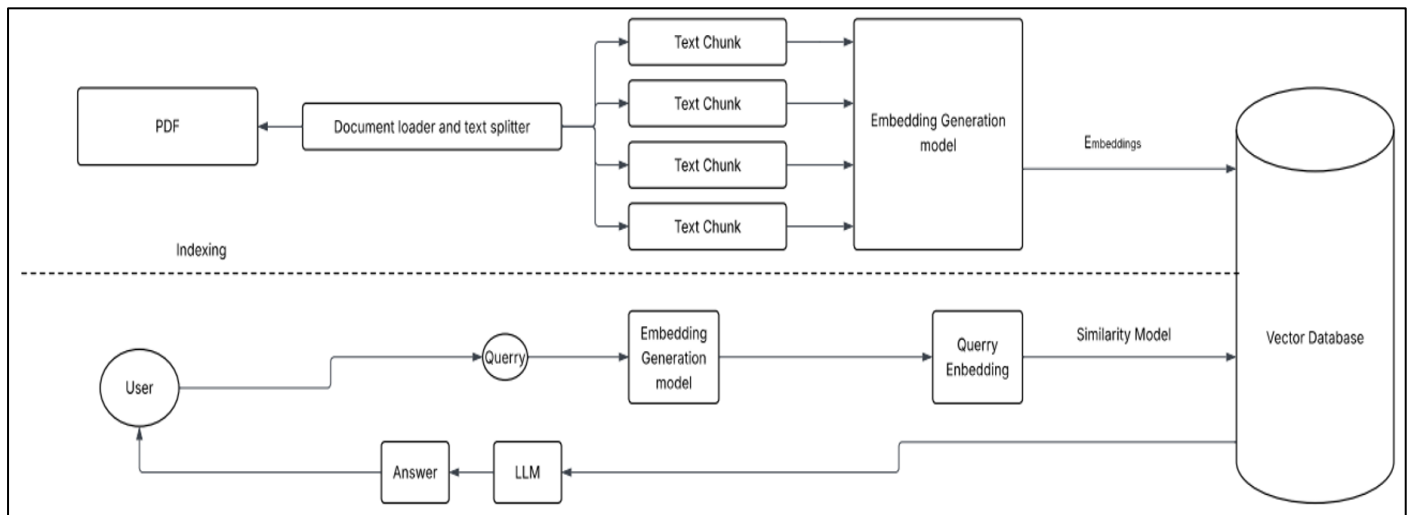 Text Chunk
PDF
Document loader and text splitter
Text Chunk
Text Chunk
Text Chunk
Embedding Generation
model
Embeddings
Indexing
User
Querry
Embedding
Generation
model
Querry
Enbedding
Similarity Model
Vector Database
Answer
LLM